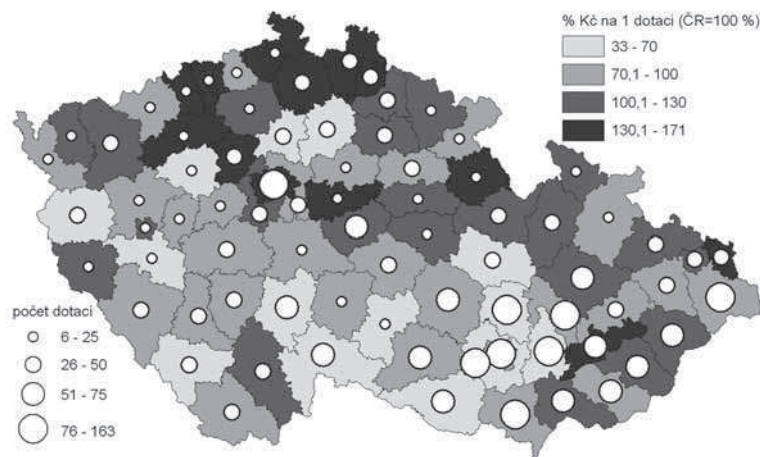 % Kč na 1 dotaci (ČR=100 %)
33 - 70
70,1 - 100
100,1 - 130
130,1 - 171
počet dotací
6 - 25
26 - 50
51 - 75
76 - 163